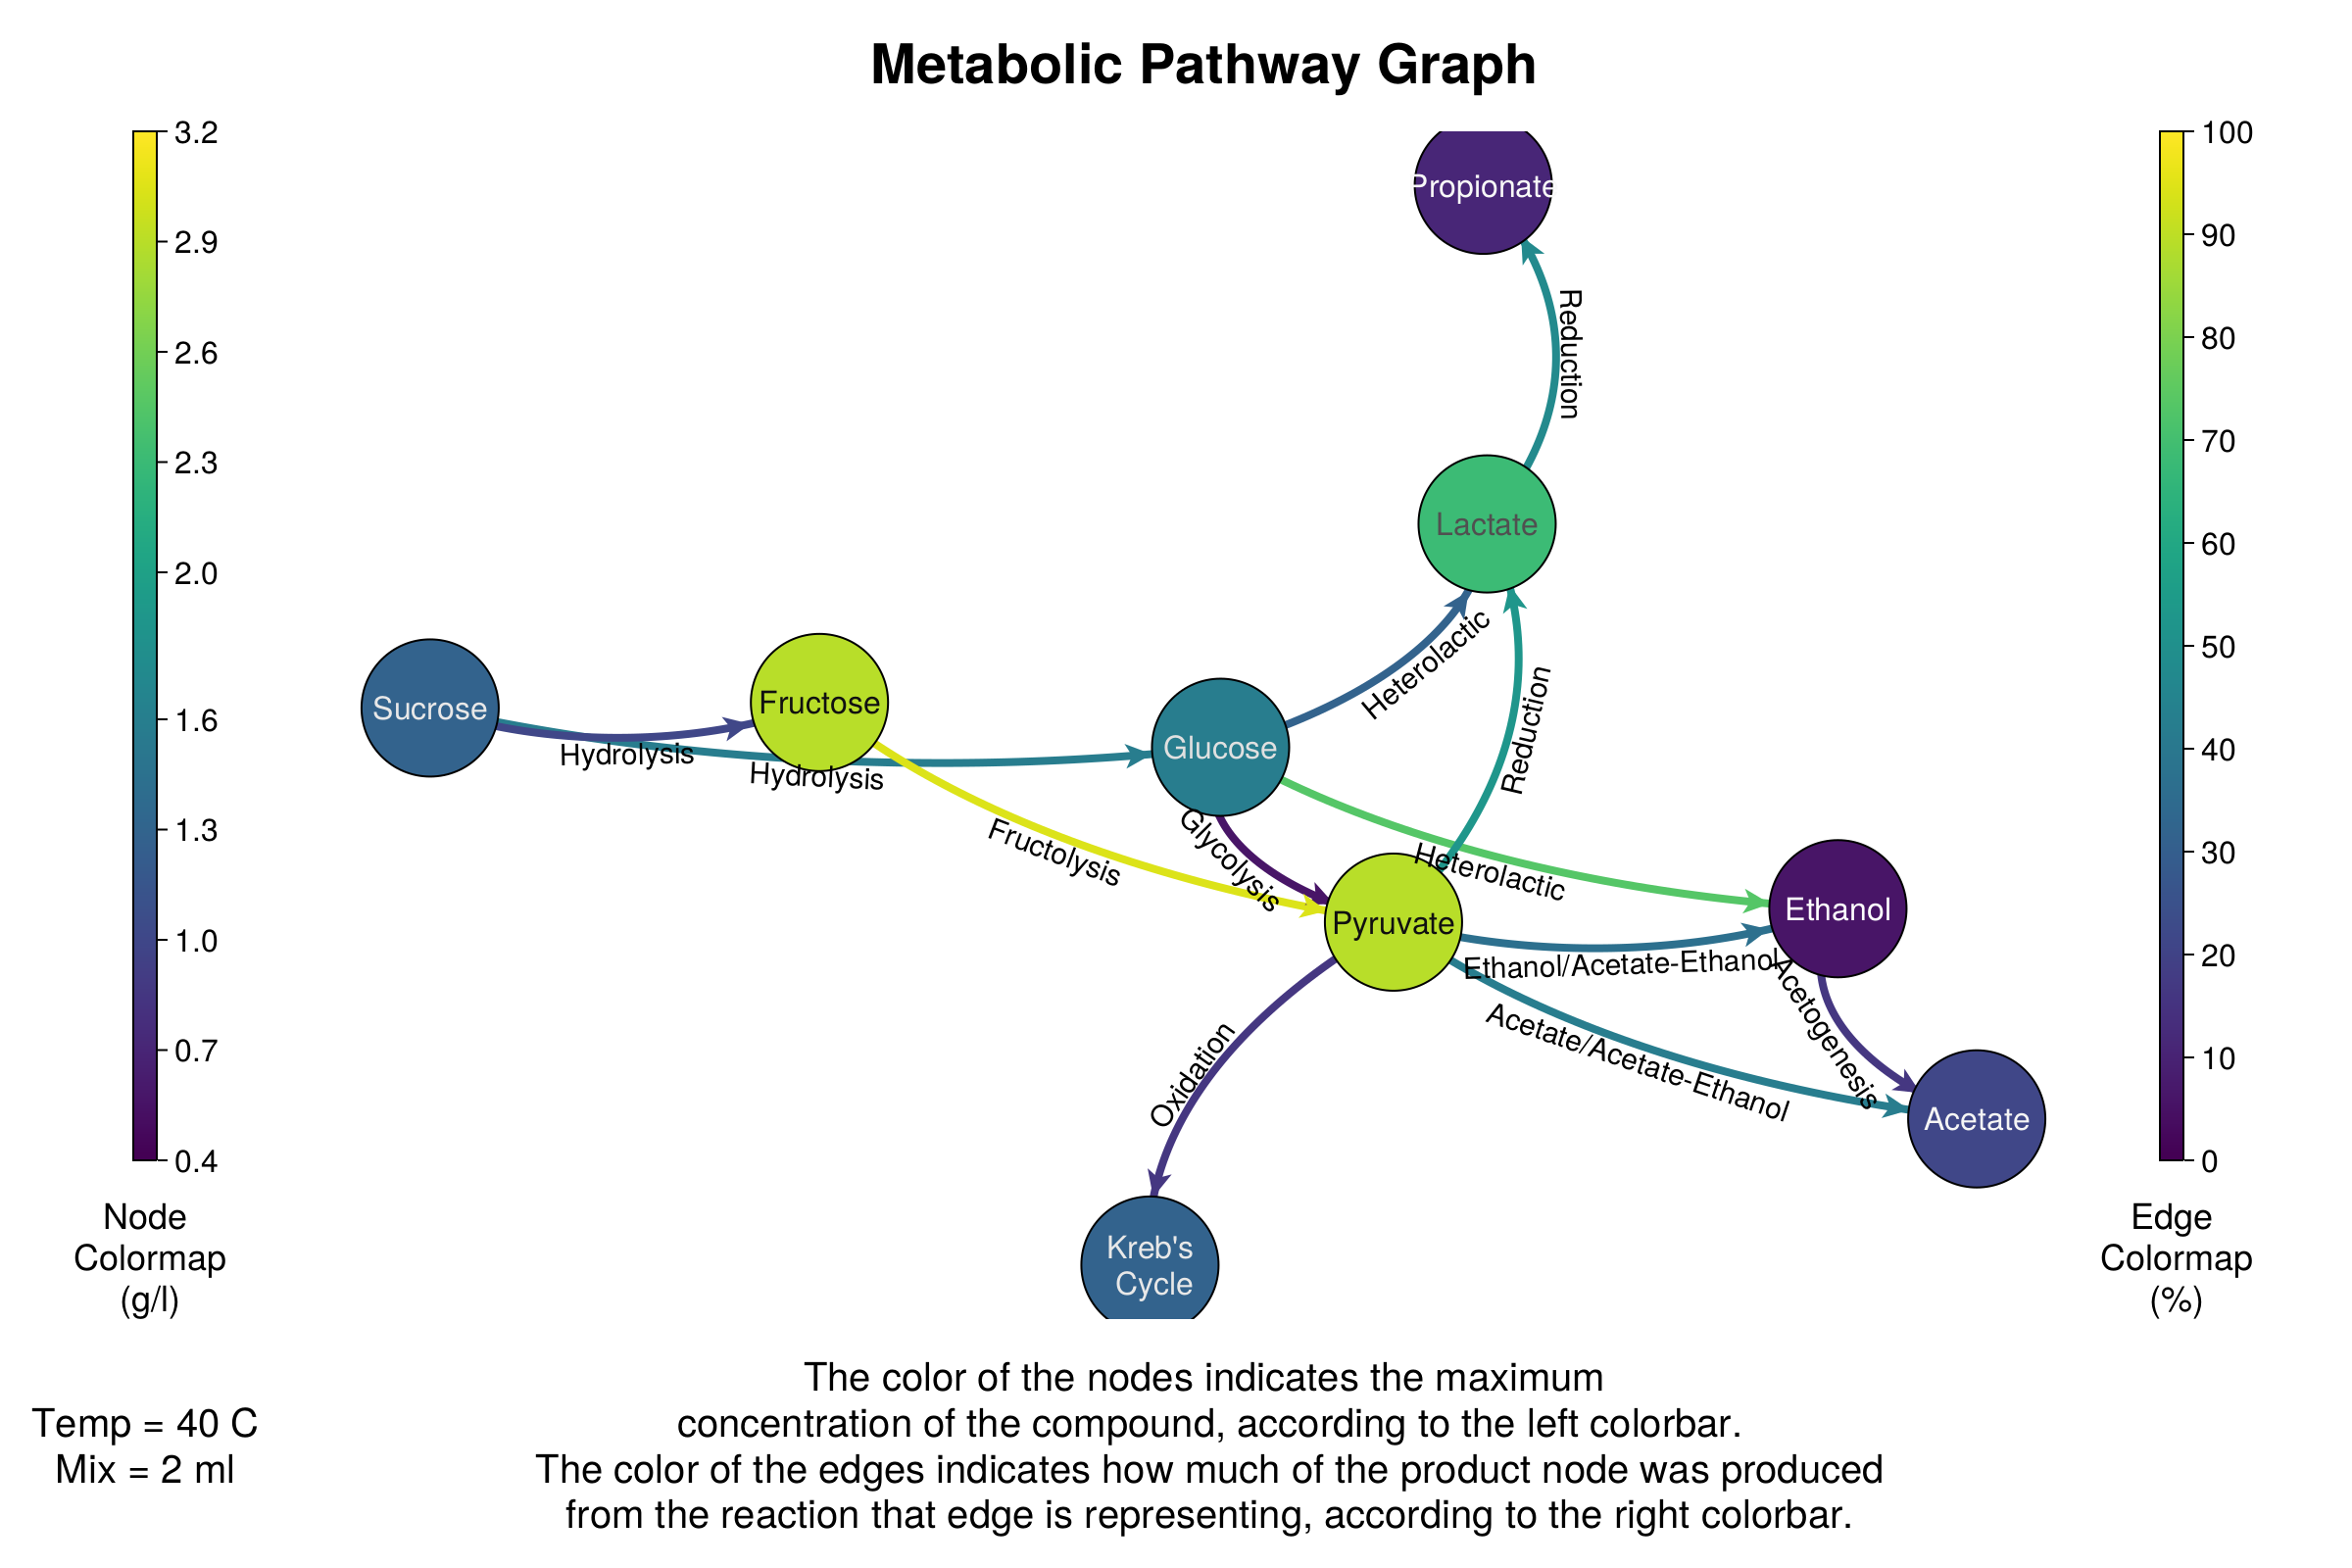 Metabolic Pathway Graph
3.2
2.9
2.6
2.3
2.0
1.6
1.3
1.0
0.7
0.4
Node
Colormap
(g/l)
Propionate
Reduction
Lactate
Heterolactic
Reduction
Sucrose
Fructose
Glucose
Hydrolysis
Hydrolysis
Fructolysis
Glycolysis
Heterolactic
Pyruvate
Ethanol
Ethanol/Acetate-Ethanol
Acetogenesis
Acetate/Acetate-Ethanol
Oxidation
Acetate
Kreb's
Cycle
100
90
80
70
60
50
40
30
20
10
0
Edge
Colormap
(%)
Temp = 40 C
Mix = 2 ml
The color of the nodes indicates the maximum
concentration of the compound, according to the left colorbar.
The color of the edges indicates how much of the product node was produced
from the reaction that edge is representing, according to the right colorbar.